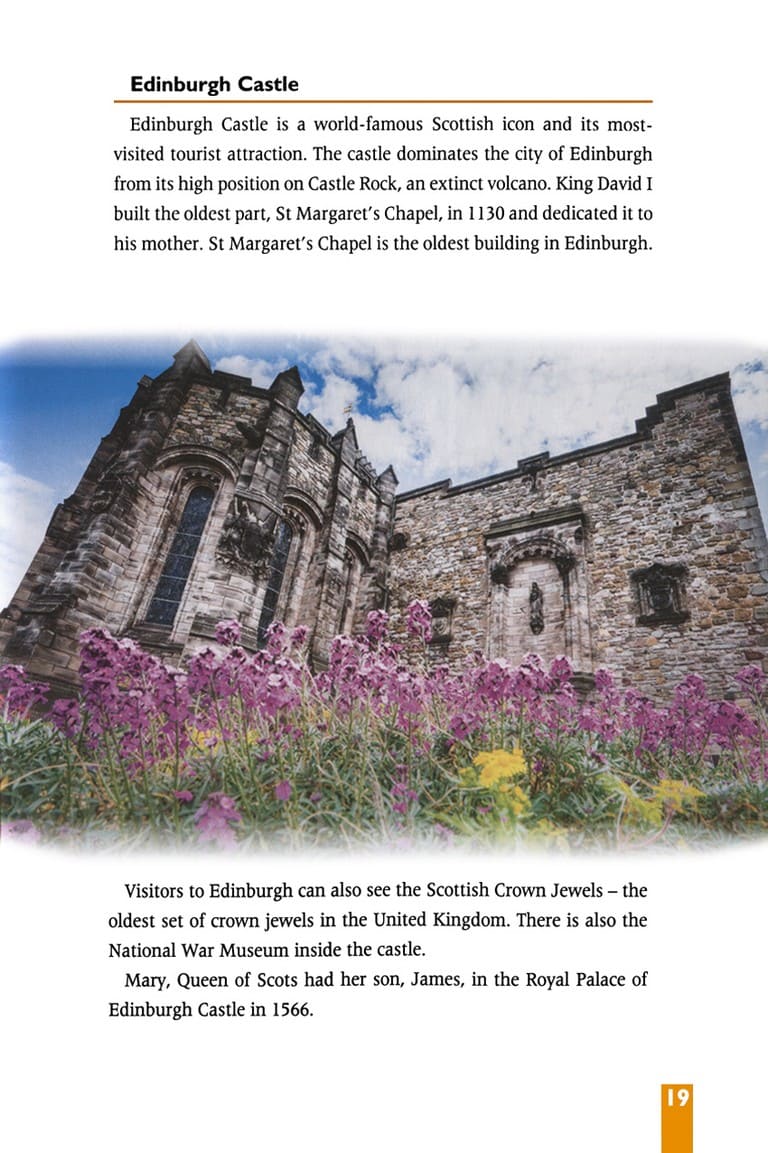 Edinburgh Castle
Edinburgh Castle is a world-famous Scottish icon and its most-
visited tourist attraction. The castle dominates the city of Edinburgh
from its high position on Castle Rock, an extinct volcano. King David I
built the oldest part, St Margaret's Chapel, in 1130 and dedicated it to
his mother. St Margaret's Chapel is the oldest building in Edinburgh.
Visitors to Edinburgh can also see the Scottish Crown Jewels – the
oldest set of crown jewels in the United Kingdom. There is also the
National War Museum inside the castle.
Mary, Queen of Scots had her son, James, in the Royal Palace of
Edinburgh Castle in 1566.
19